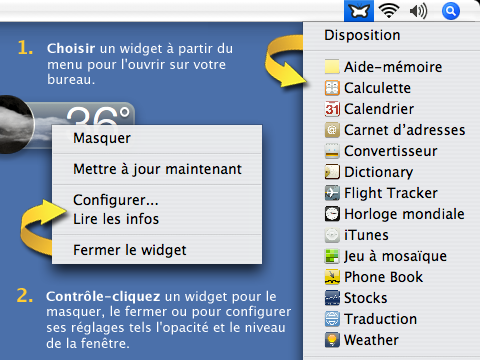 1. Choisir un widget à partir du
menu pour l'ouvrir sur votre
bureau.
36°
Masquer
Mettre à jour maintenant
Configurer...
Lire les infos
Fermer le widget
2. Contrôle-cliquez un widget pour le
masquer, le fermer ou pour configurer
ses réglages tels l'opacité et le niveau
de la fenêtre.
Disposition
Aide-mémoire
Calculette
31
Calendrier
Carnet d'adresses
Convertisseur
Dictionary
Flight Tracker
Horloge mondiale
iTunes
Jeu à mosaïque
Phone Book
Stocks
Traduction
Weather